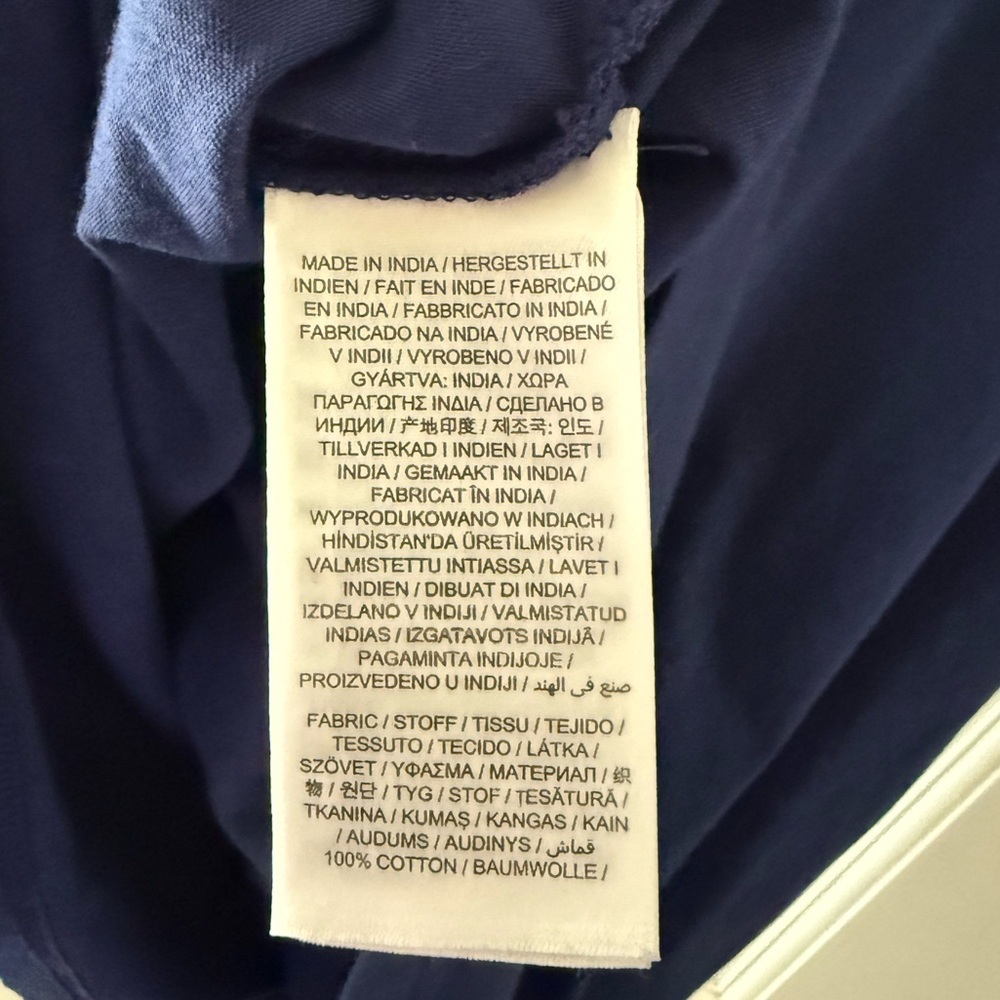 MADE IN INDIA / HERGESTELLT IN
INDIEN / FAIT EN INDE / FABRICADO
EN INDIA / FABBRICATO IN INDIA /
FABRICADO NA INDIA / VYROBENÉ
V INDII / VYROBENO V INDII /
GYÁRTVA: INDIA / ΧΩΡΑ
ΠΑΡΑΓΩΓΗΣ ΙΝΔΙΑ / СДЕЛАНО В
ИНДИИ / 产地印度 / 제조국: 인도 /
TILLVERKAD I INDIEN / LAGET I
INDIA / GEMAAKT IN INDIA /
FABRICAT ÎN INDIA /
WYPRODUKOWANO W INDIACH /
HİNDİSTAN'DA ÜRETİLMİŞTİR /
VALMISTETTU INTIASSA / LAVET I
INDIEN / DIBUAT DI INDIA /
IZDELANO V INDIJI / VALMISTATUD
INDIAS / IZGATAVOTS INDIJĀ /
PAGAMINTA INDIJOJE /
PROIZVEDENO U INDIJI / صنع في الهند
FABRIC / STOFF / TISSU / TEJIDO /
TESSUTO / TECIDO / LÁTKA /
SZÖVET / ΥΦΑΣΜΑ / МАТЕРИАЛ / 织
物 / 원단 / TYG / STOF / ȚESĂTURĂ /
TKANINA / KUMAŞ / KANGAS / KAIN
/ AUDUMS / AUDINYS / قماش
100% COTTON / BAUMWOLLE /